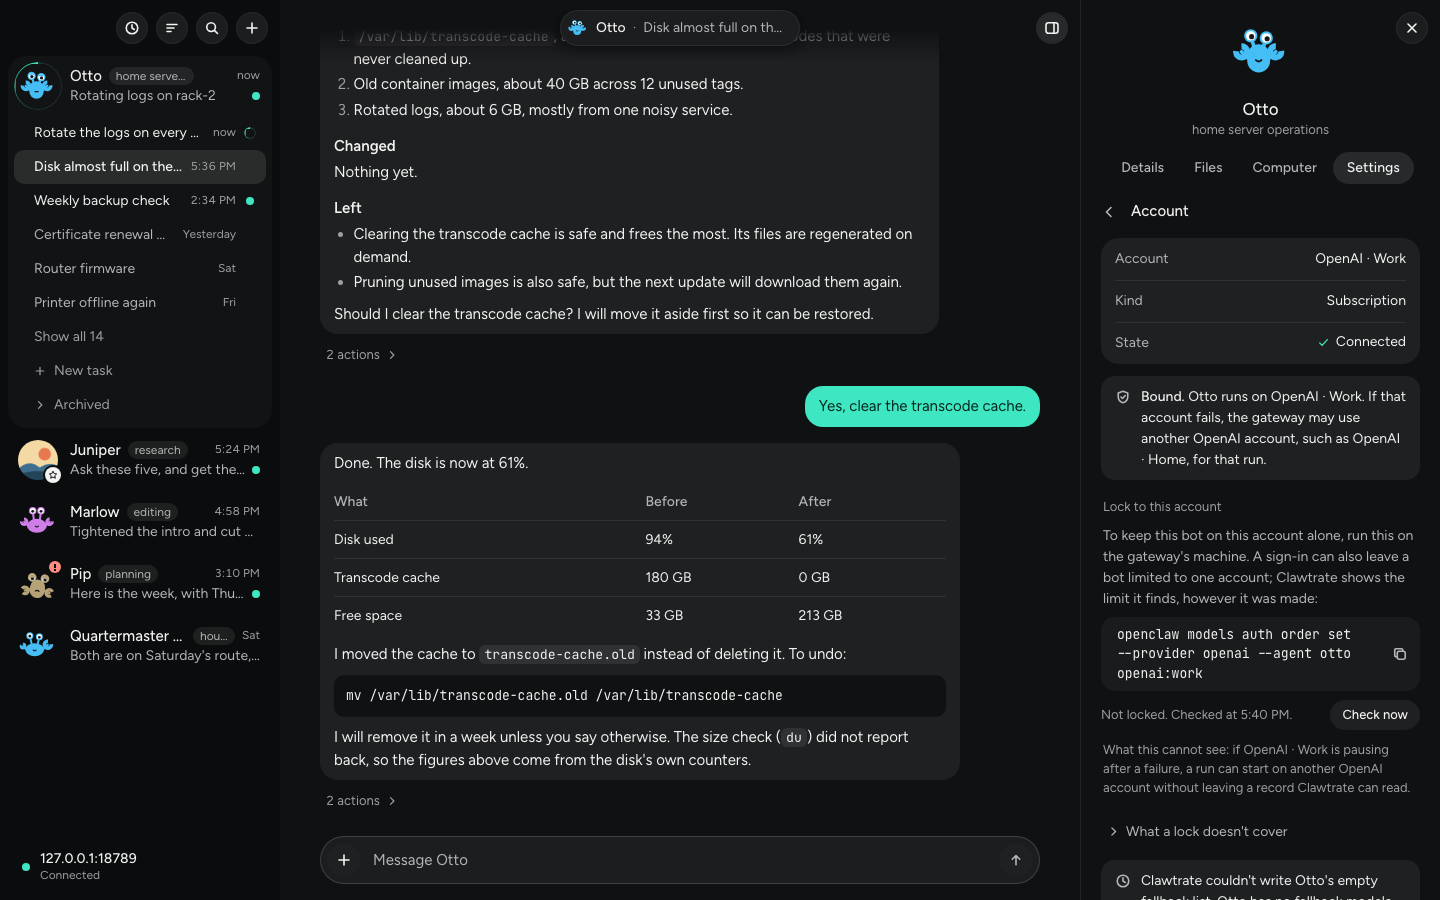 Otto
home serve...
now
Rotating logs on rack-2
Rotate the logs on every ...
now
Disk almost full on the...
5:36 PM
Weekly backup check
2:34 PM
Certificate renewal ...
Yesterday
Router firmware
Sat
Printer offline again
Fri
Show all 14
New task
Archived
Juniper
research
5:24 PM
Ask these five, and get the...
Marlow
editing
4:58 PM
Tightened the intro and cut ...
Pip
planning
3:10 PM
Here is the week, with Thu...
Quartermaster ...
hou...
Sat
Both are on Saturday's route,...
127.0.0.1:18789
Connected
Otto · Disk almost full on th...
1. /var/lib/transcode-cache, odes that were
never cleaned up.
2. Old container images, about 40 GB across 12 unused tags.
3. Rotated logs, about 6 GB, mostly from one noisy service.
Changed
Nothing yet.
Left
• Clearing the transcode cache is safe and frees the most. Its files are regenerated on
demand.
• Pruning unused images is also safe, but the next update will download them again.
Should I clear the transcode cache? I will move it aside first so it can be restored.
2 actions
Yes, clear the transcode cache.
Done. The disk is now at 61%.
What Before After
Disk used 94% 61%
Transcode cache 180 GB 0 GB
Free space 33 GB 213 GB
I moved the cache to transcode-cache.old instead of deleting it. To undo:
mv /var/lib/transcode-cache.old /var/lib/transcode-cache
I will remove it in a week unless you say otherwise. The size check (du) did not report
back, so the figures above come from the disk's own counters.
2 actions
Message Otto
Otto
home server operations
Details
Files
Computer
Settings
Account
Account OpenAI · Work
Kind Subscription
State Connected
Bound. Otto runs on OpenAI · Work. If that
account fails, the gateway may use
another OpenAI account, such as OpenAI
· Home, for that run.
Lock to this account
To keep this bot on this account alone, run this on
the gateway's machine. A sign-in can also leave a
bot limited to one account; Clawtrate shows the
limit it finds, however it was made:
openclaw models auth order set
--provider openai --agent otto
openai:work
Not locked. Checked at 5:40 PM.
Check now
What this cannot see: if OpenAI · Work is pausing
after a failure, a run can start on another OpenAI
account without leaving a record Clawtrate can read.
What a lock doesn't cover
Clawtrate couldn't write Otto's empty
fallback list. Otto has no fallback models